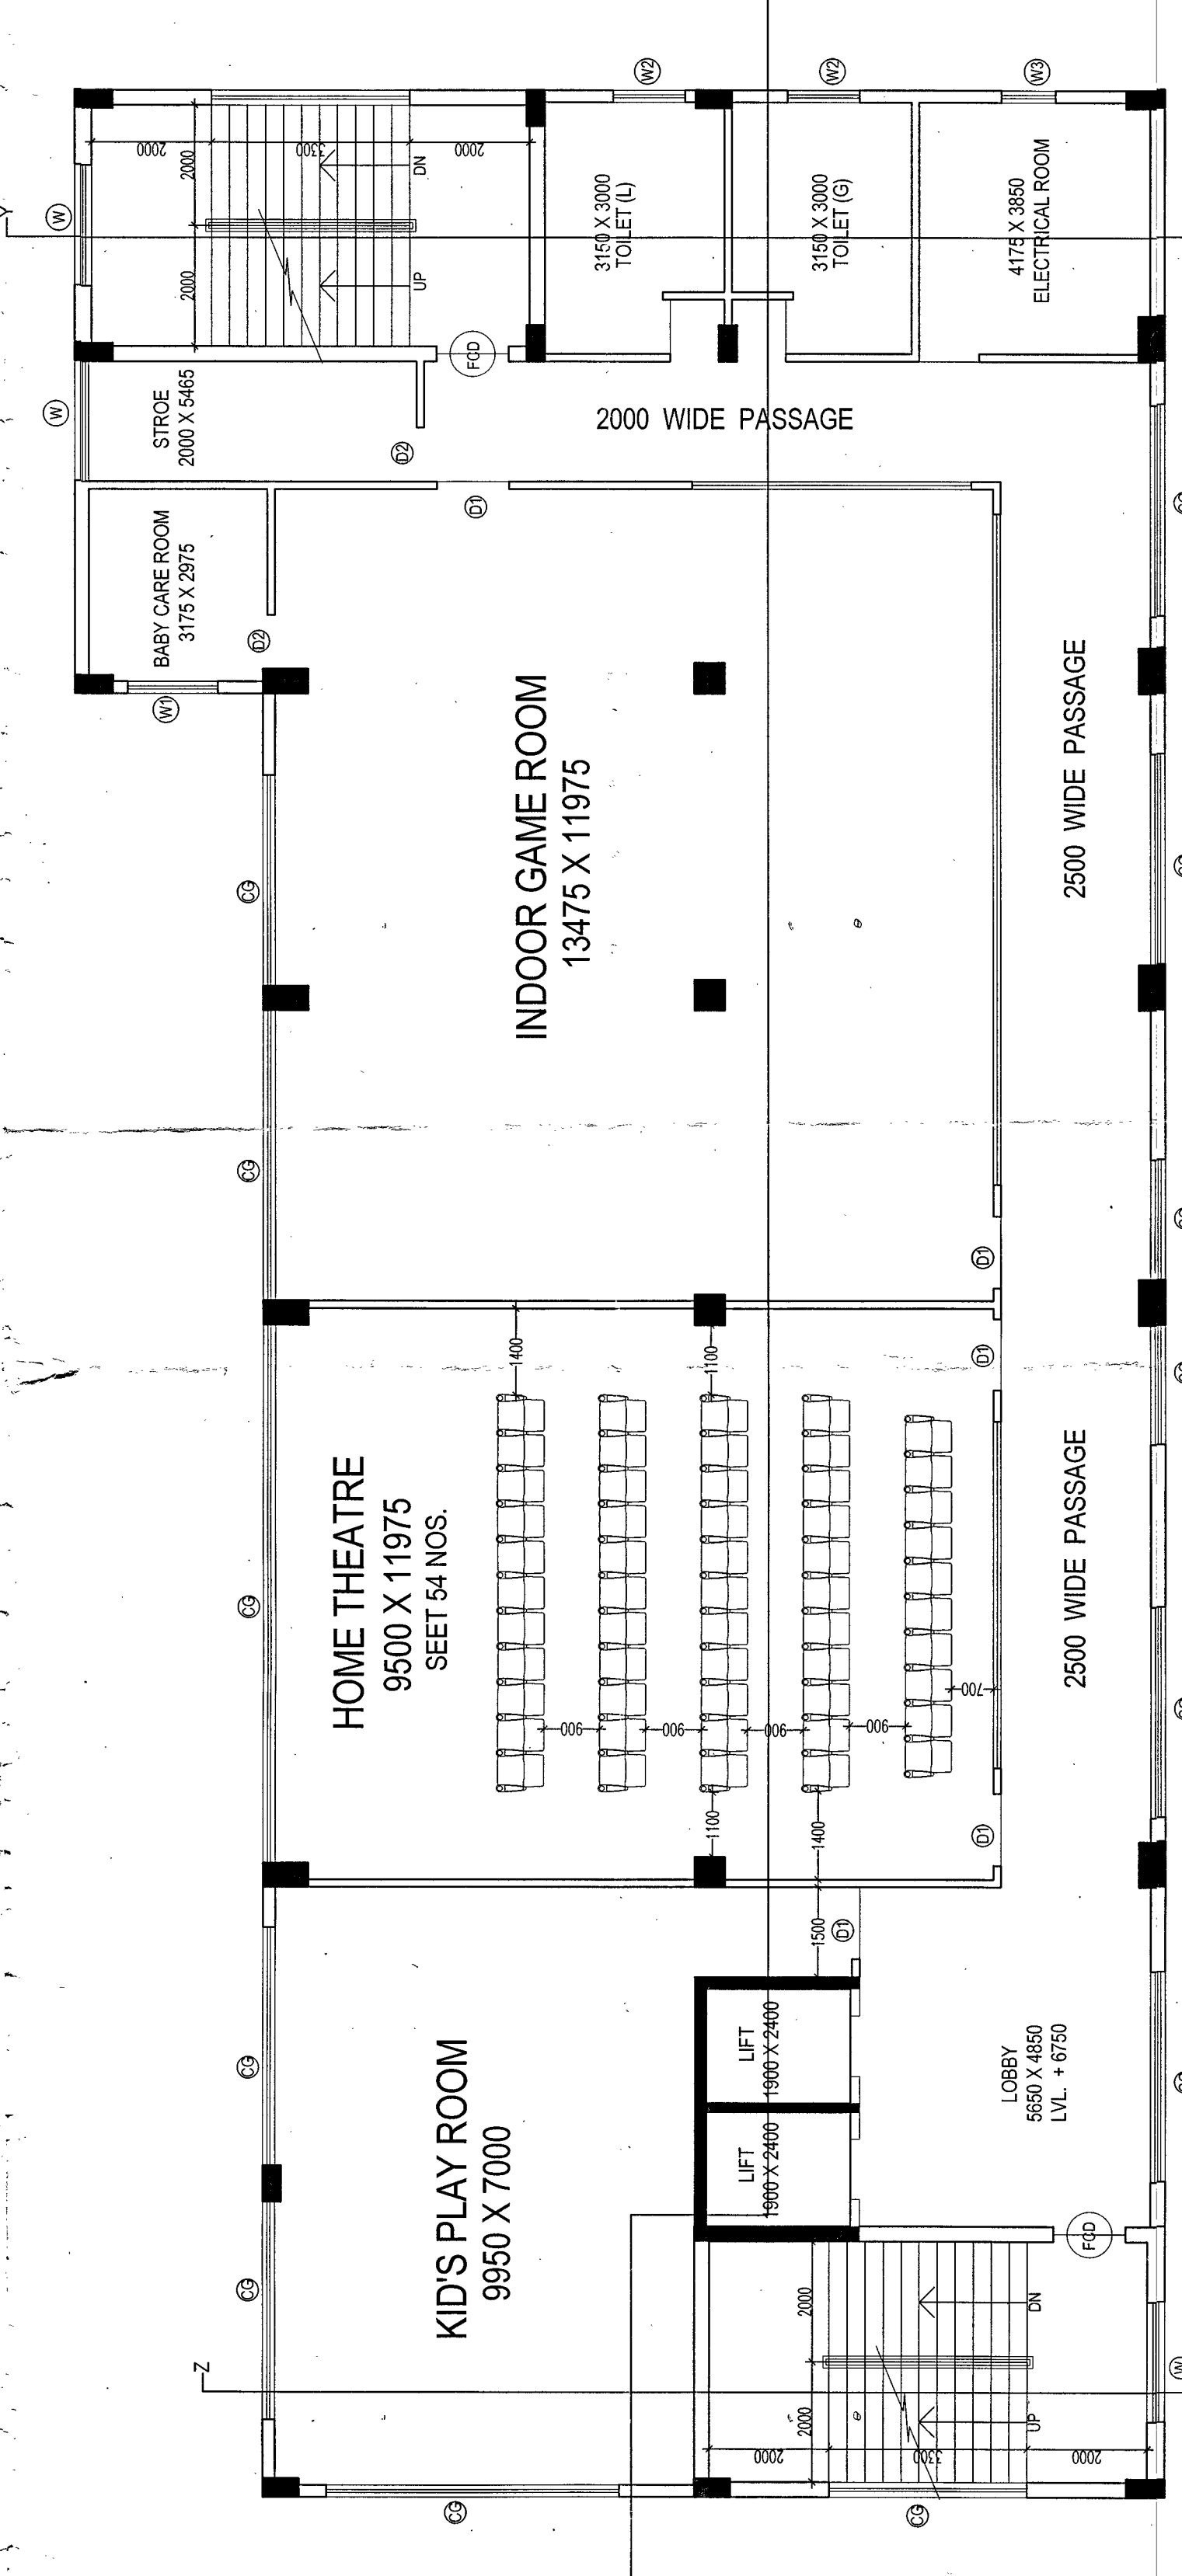 Y
W
2000
2000
2000
3300
2000
DN
UP
W
STROE
2000 X 5465
FCD
D2
BABY CARE ROOM
3175 X 2975
W1
D2
D1
W2
3150 X 3000
TOILET (L)
W2
3150 X 3000
TOILET (G)
W3
4175 X 3850
ELECTRICAL ROOM
2000 WIDE PASSAGE
CG
CG
INDOOR GAME ROOM
13475 X 11975
D1
2500 WIDE PASSAGE
CG
HOME THEATRE
9500 X 11975
SEET 54 NOS.
1400
1100
900
900
900
900
700
1100
1400
D1
D1
2500 WIDE PASSAGE
CG
CG
KID'S PLAY ROOM
9950 X 7000
1500
D1
LIFT
1900 X 2400
LIFT
1900 X 2400
LOBBY
5650 X 4850
LVL. + 6750
FCD
Z
2000
2000
2000
3300
2000
DN
UP
W
CG
CG